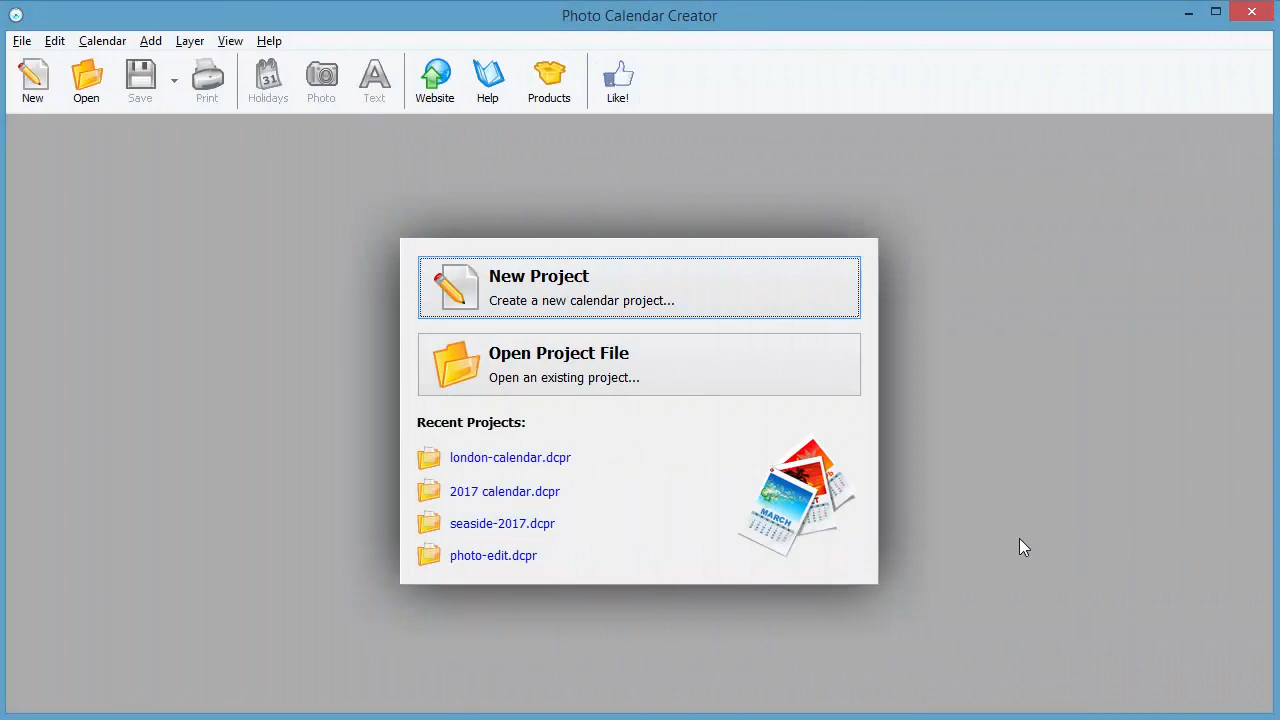 Photo Calendar Creator
File Edit Calendar Add Layer View Help
New Open Save Print Holidays Photo Text Website Help Products Like!
31
New Project
Create a new calendar project...
Open Project File
Open an existing project...
Recent Projects:
london-calendar.dcpr
2017 calendar.dcpr
seaside-2017.dcpr
photo-edit.dcpr
MARCH